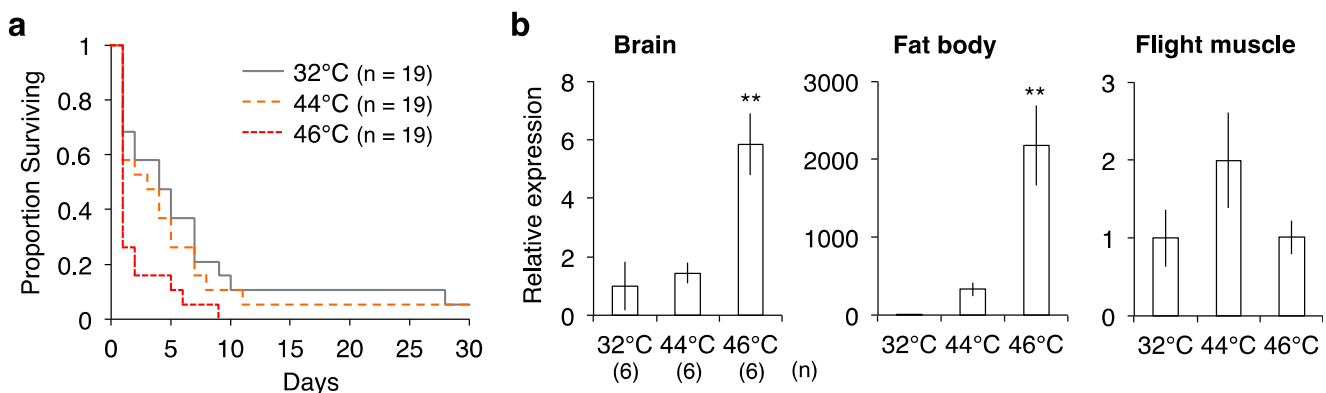 a
Proportion Surviving
1
0.8
0.6
0.4
0.2
0
0 5 10 15 20 25 30
Days
32°C (n = 19)
44°C (n = 19)
46°C (n = 19)
b
Relative expression
Brain
8
6
4
2
0
**
32°C 44°C 46°C
(6) (6) (6) (n)
Fat body
3000
2000
1000
0
**
32°C 44°C 46°C
Flight muscle
3
2
1
0
32°C 44°C 46°C